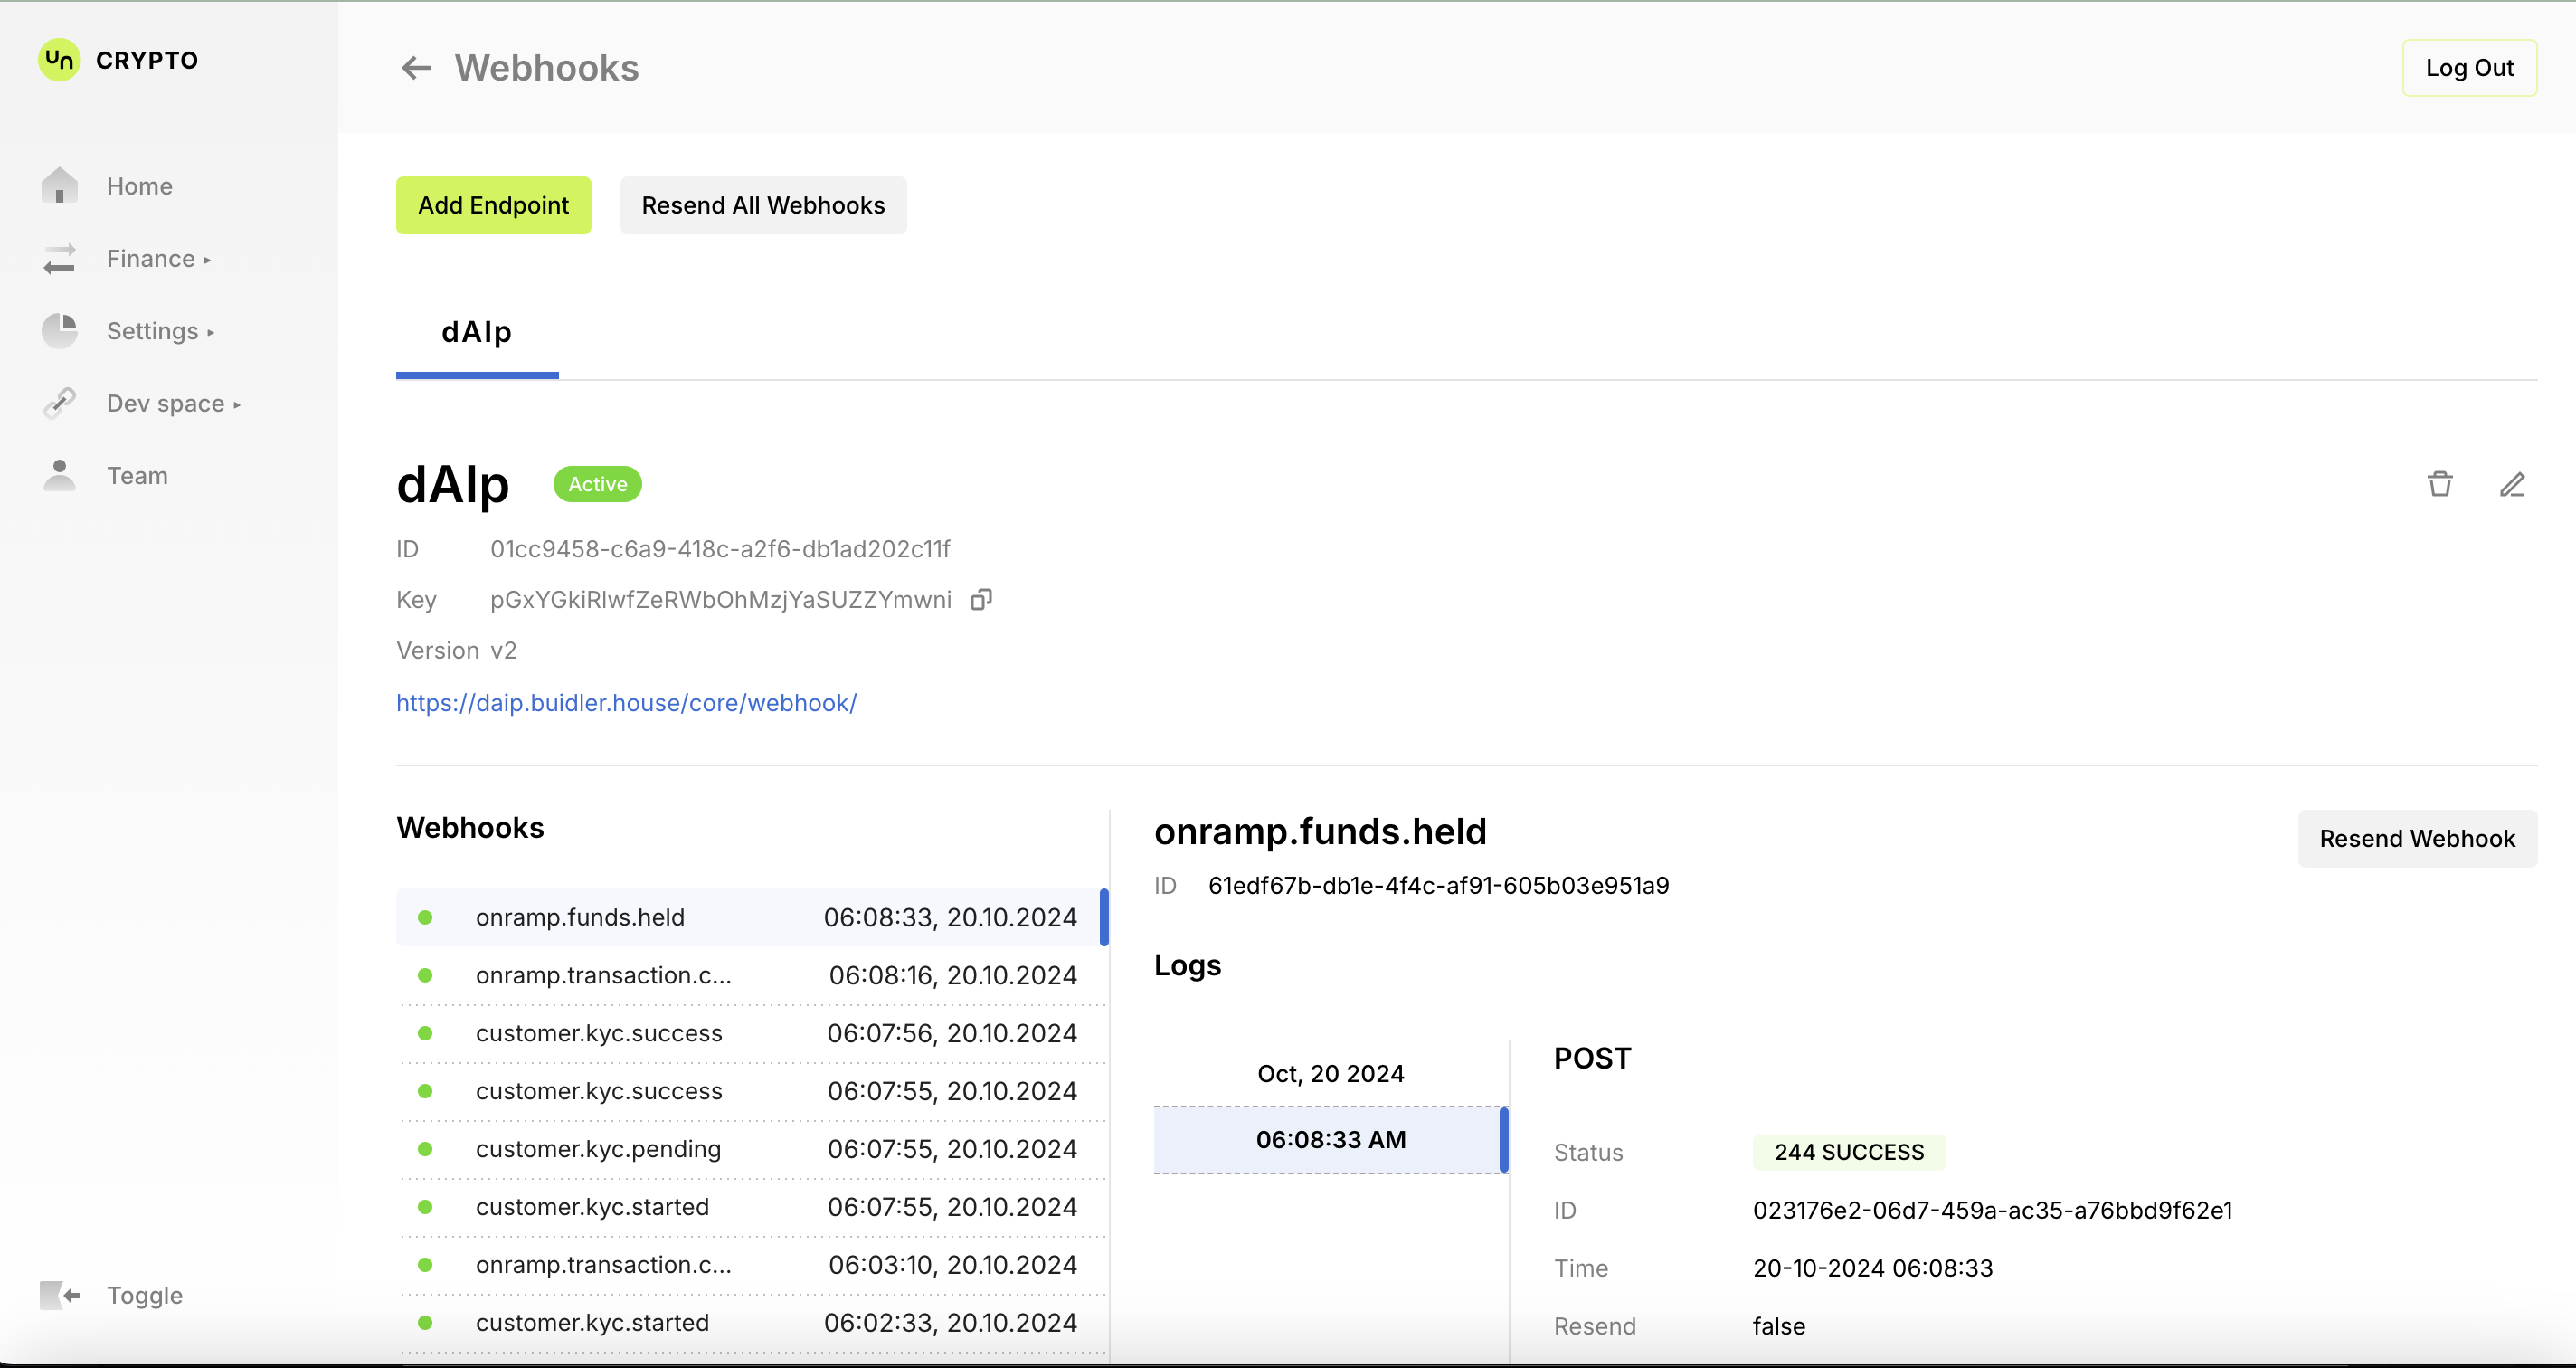 Un CRYPTO
Home
Finance ▸
Settings ▸
Dev space ▸
Team
Toggle
← Webhooks
Log Out
Add Endpoint
Resend All Webhooks
dAIp
dAIp Active
ID 01cc9458-c6a9-418c-a2f6-db1ad202c11f
Key pGxYGkiRIwfZeRWbOhMzjYaSUZZYmwni
Version v2
https://daip.buidler.house/core/webhook/
Webhooks
onramp.funds.held 06:08:33, 20.10.2024
onramp.transaction.c... 06:08:16, 20.10.2024
customer.kyc.success 06:07:56, 20.10.2024
customer.kyc.success 06:07:55, 20.10.2024
customer.kyc.pending 06:07:55, 20.10.2024
customer.kyc.started 06:07:55, 20.10.2024
onramp.transaction.c... 06:03:10, 20.10.2024
customer.kyc.started 06:02:33, 20.10.2024
onramp.funds.held
Resend Webhook
ID 61edf67b-db1e-4f4c-af91-605b03e951a9
Logs
Oct, 20 2024
06:08:33 AM
POST
Status 244 SUCCESS
ID 023176e2-06d7-459a-ac35-a76bbd9f62e1
Time 20-10-2024 06:08:33
Resend false